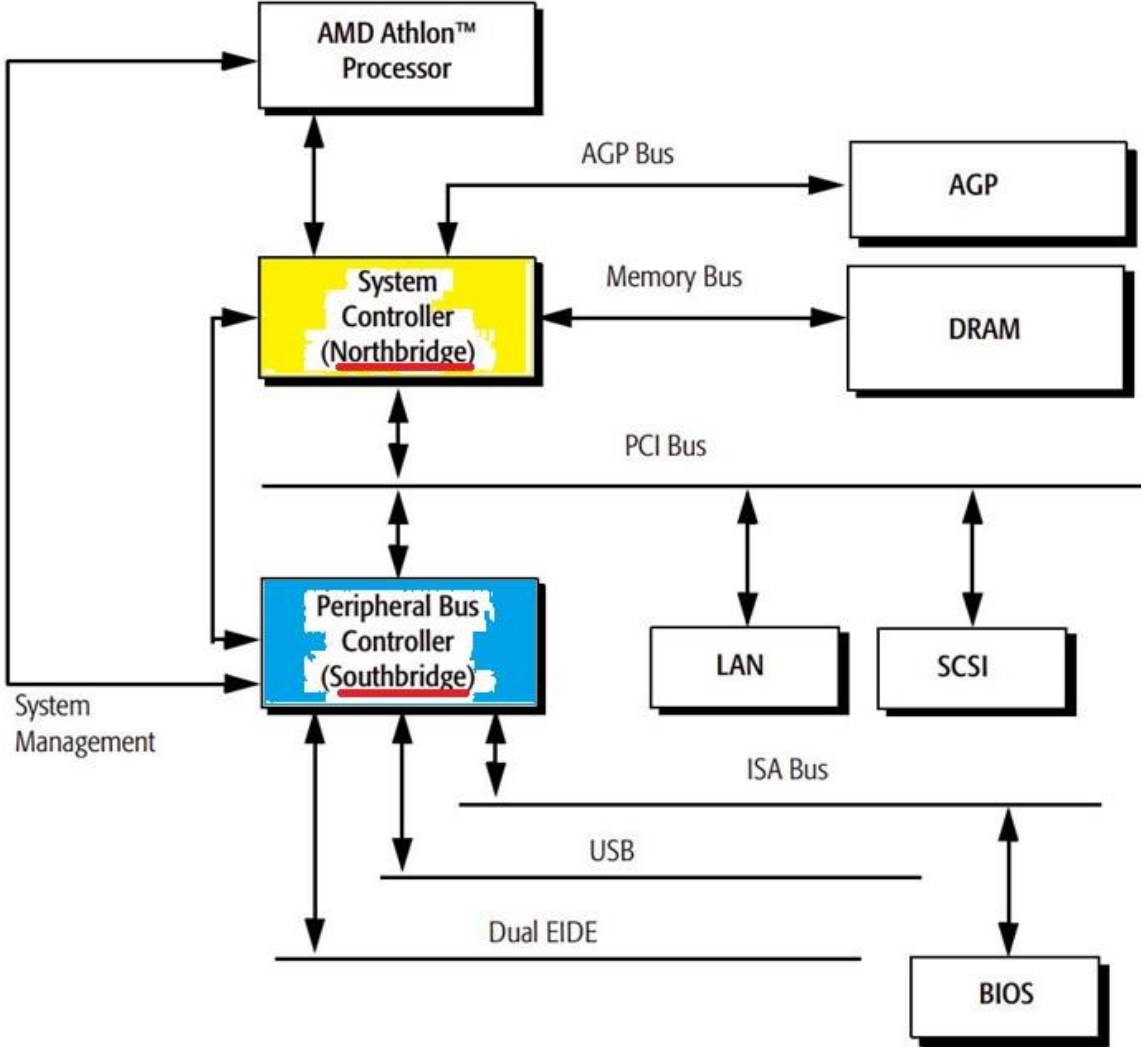 AMD Athlon™
Processor
AGP Bus
AGP
System
Controller
(Northbridge)
Memory Bus
DRAM
PCI Bus
Peripheral Bus
Controller
(Southbridge)
LAN
SCSI
System
Management
ISA Bus
USB
Dual EIDE
BIOS